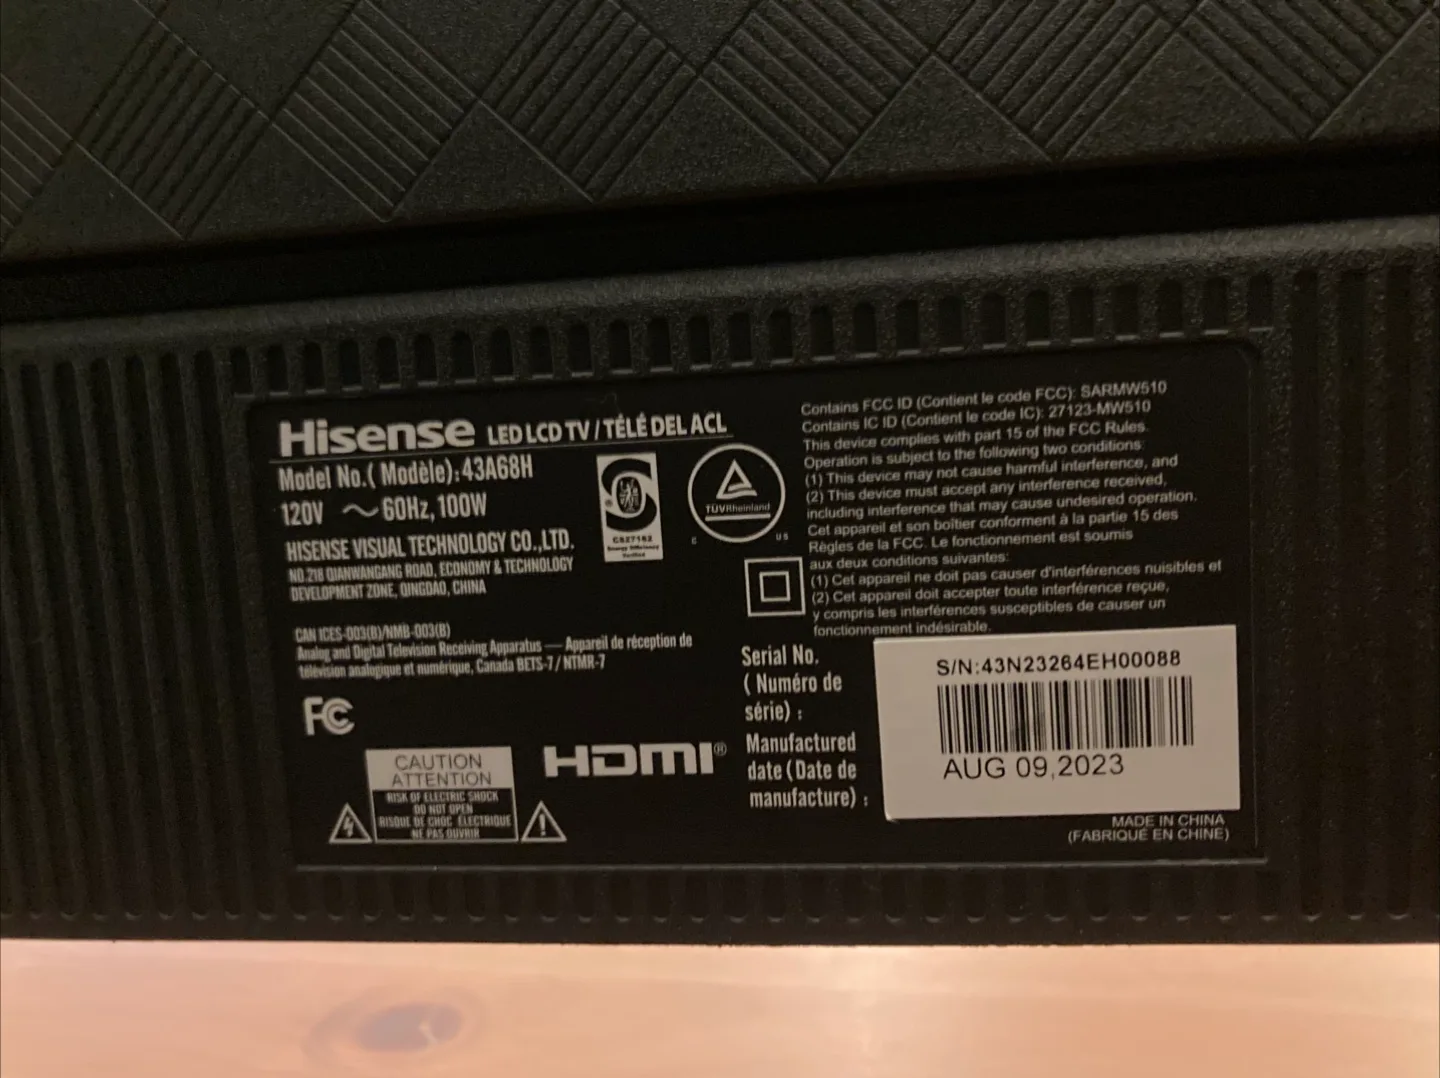 Hisense LED LCD TV / TÉLÉ DEL ACL
Model No.( Modèle): 43A68H
120V ～ 60Hz, 100W
HISENSE VISUAL TECHNOLOGY CO.,LTD.
NO.218 QIANWANGANG ROAD, ECONOMY & TECHNOLOGY
DEVELOPMENT ZONE, QINGDAO, CHINA
CAN ICES-003(B)/NMB-003(B)
Analog and Digital Television Receiving Apparatus — Appareil de réception de
télévision analogique et numérique, Canada BETS-7 / NTMR-7
FC
CAUTION
ATTENTION
RISK OF ELECTRIC SHOCK
DO NOT OPEN
RISQUE DE CHOC ÉLECTRIQUE
NE PAS OUVRIR
HDMI®
Energy Efficiency
Verified
TÜVRheinland
C US
Contains FCC ID (Contient le code FCC): SARMW510
Contains IC ID (Contient le code IC): 27123-MW510
This device complies with part 15 of the FCC Rules.
Operation is subject to the following two conditions:
(1) This device may not cause harmful interference, and
(2) This device must accept any interference received,
including interference that may cause undesired operation.
Cet appareil et son boîtier conforment à la partie 15 des
Règles de la FCC. Le fonctionnement est soumis
aux deux conditions suivantes:
(1) Cet appareil ne doit pas causer d'interférences nuisibles et
(2) Cet appareil doit accepter toute interférence reçue,
y compris les interférences susceptibles de causer un
fonctionnement indésirable.
Serial No.
( Numéro de
série) :
S/N:43N23264EH00088
Manufactured
date (Date de
manufacture) :
AUG 09,2023
MADE IN CHINA
(FABRIQUÉ EN CHINE)